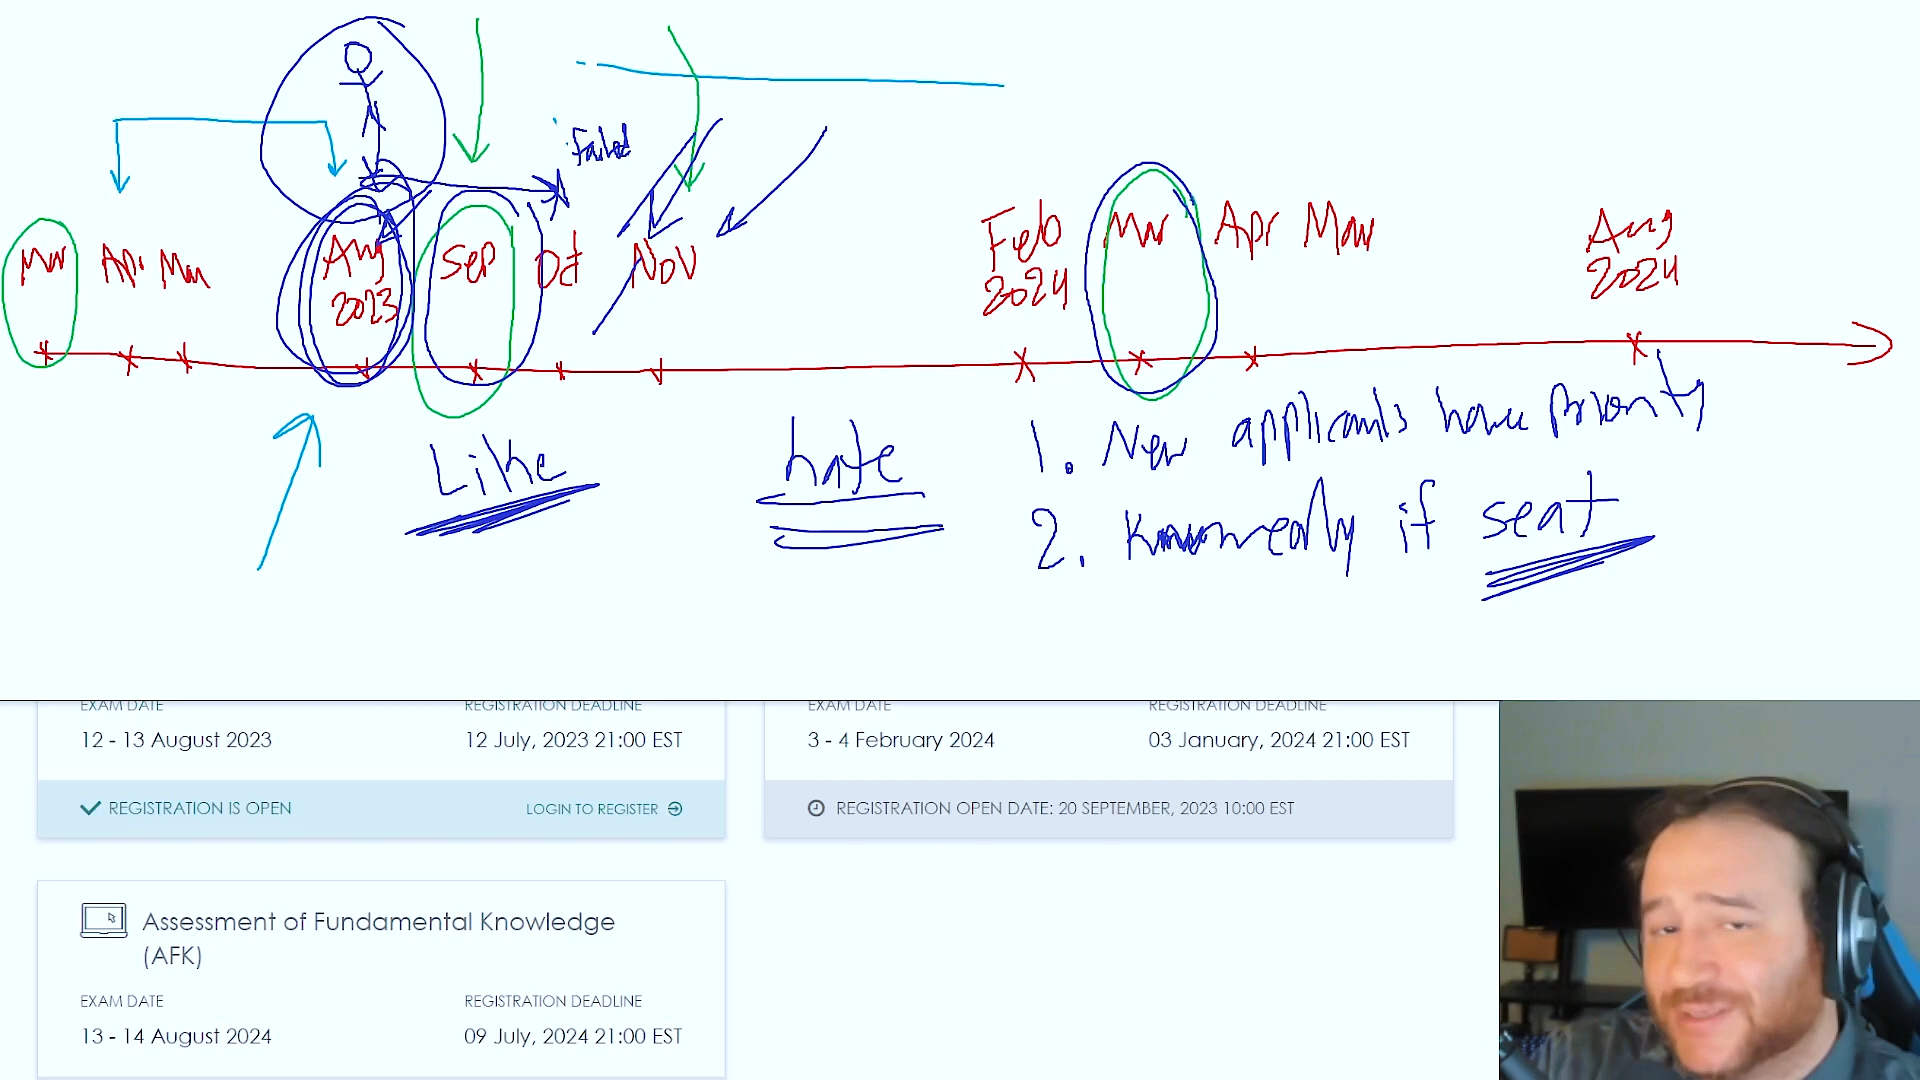 Failed
Mar Apr May Aug 2023 Sep Oct Nov Feb 2024 Mar Apr May Aug 2024
Like
hate
1. New applicants have priority
2. Know early if seat
EXAM DATE REGISTRATION DEADLINE
12 - 13 August 2023 12 July, 2023 21:00 EST
REGISTRATION IS OPEN LOGIN TO REGISTER
EXAM DATE REGISTRATION DEADLINE
3 - 4 February 2024 03 January, 2024 21:00 EST
REGISTRATION OPEN DATE: 20 SEPTEMBER, 2023 10:00 EST
Assessment of Fundamental Knowledge
(AFK)
EXAM DATE REGISTRATION DEADLINE
13 - 14 August 2024 09 July, 2024 21:00 EST